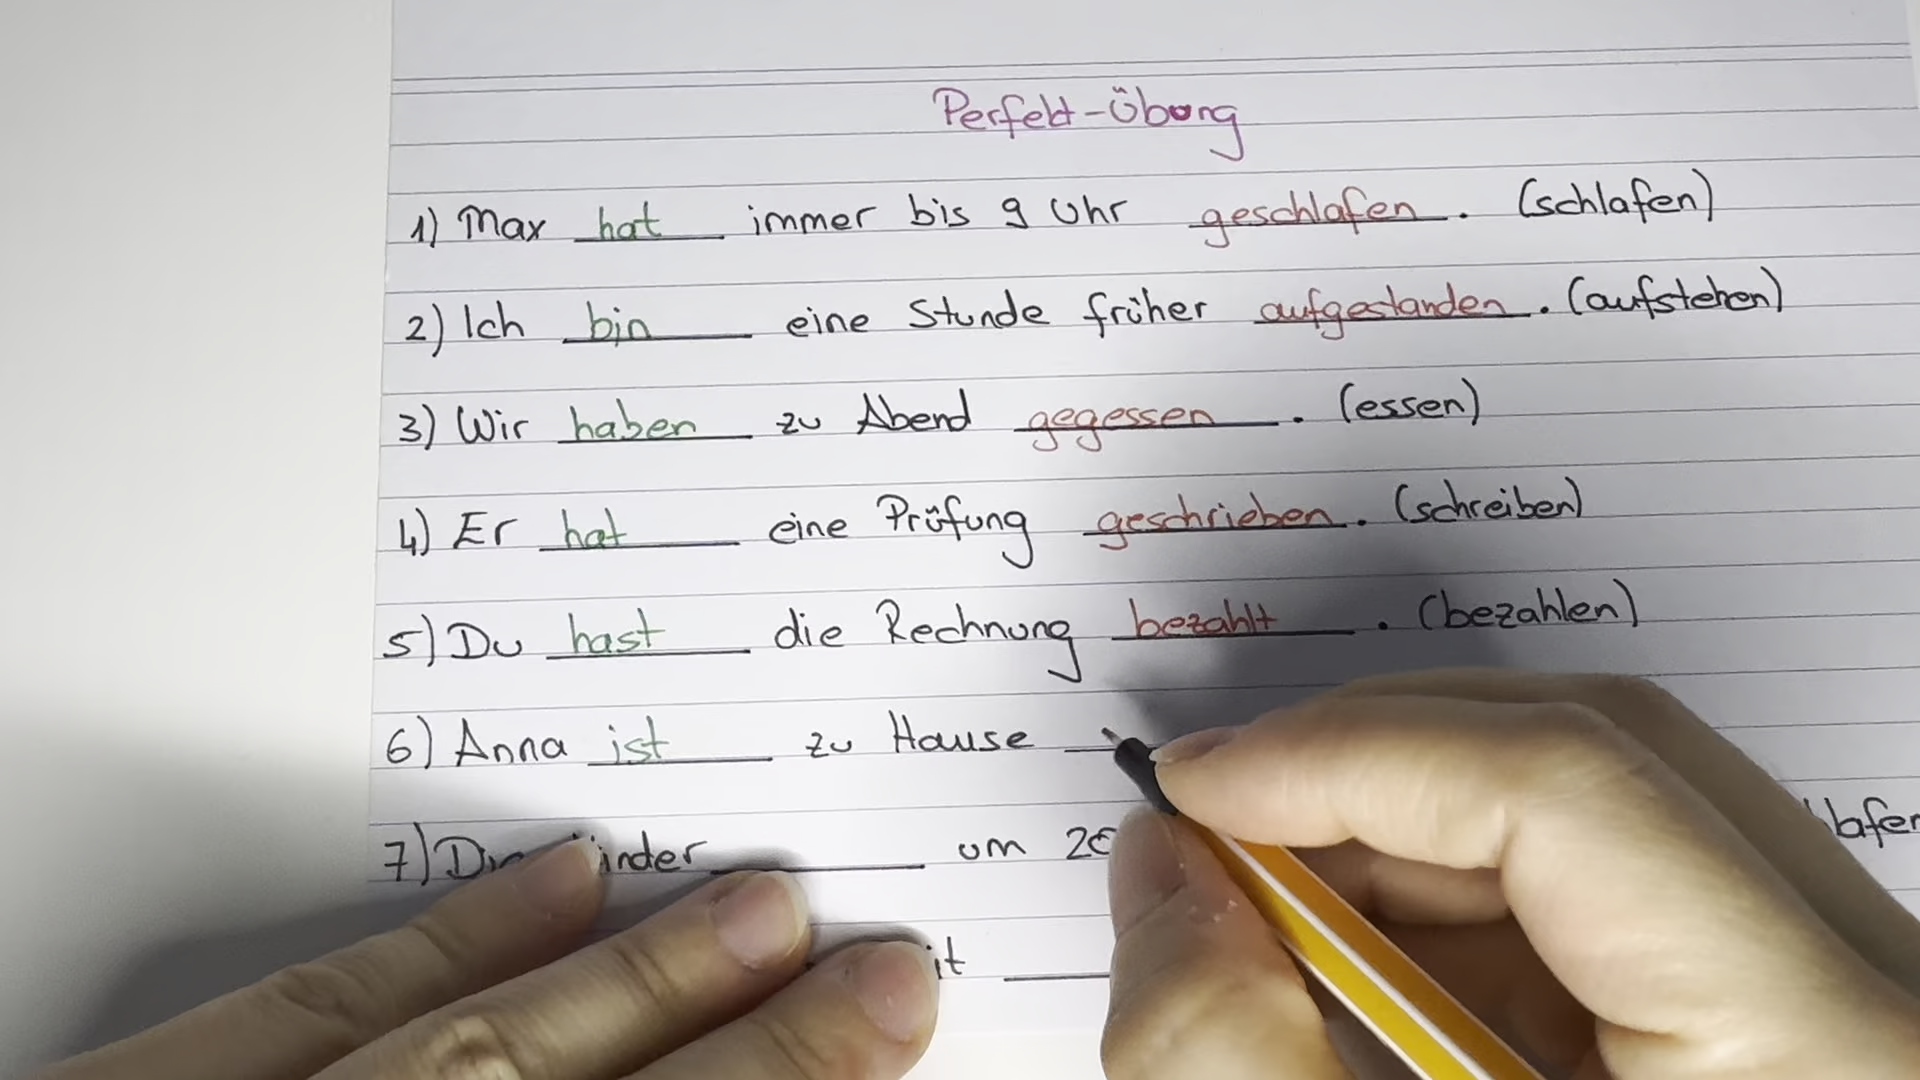 Perfekt-Übung
1) Max hat immer bis 9 Uhr geschlafen. (schlafen)
2) Ich bin eine Stunde früher aufgestanden. (aufstehen)
3) Wir haben zu Abend gegessen. (essen)
4) Er hat eine Prüfung geschrieben. (schreiben)
5) Du hast die Rechnung bezahlt. (bezahlen)
6) Anna ist zu Hause
7) um